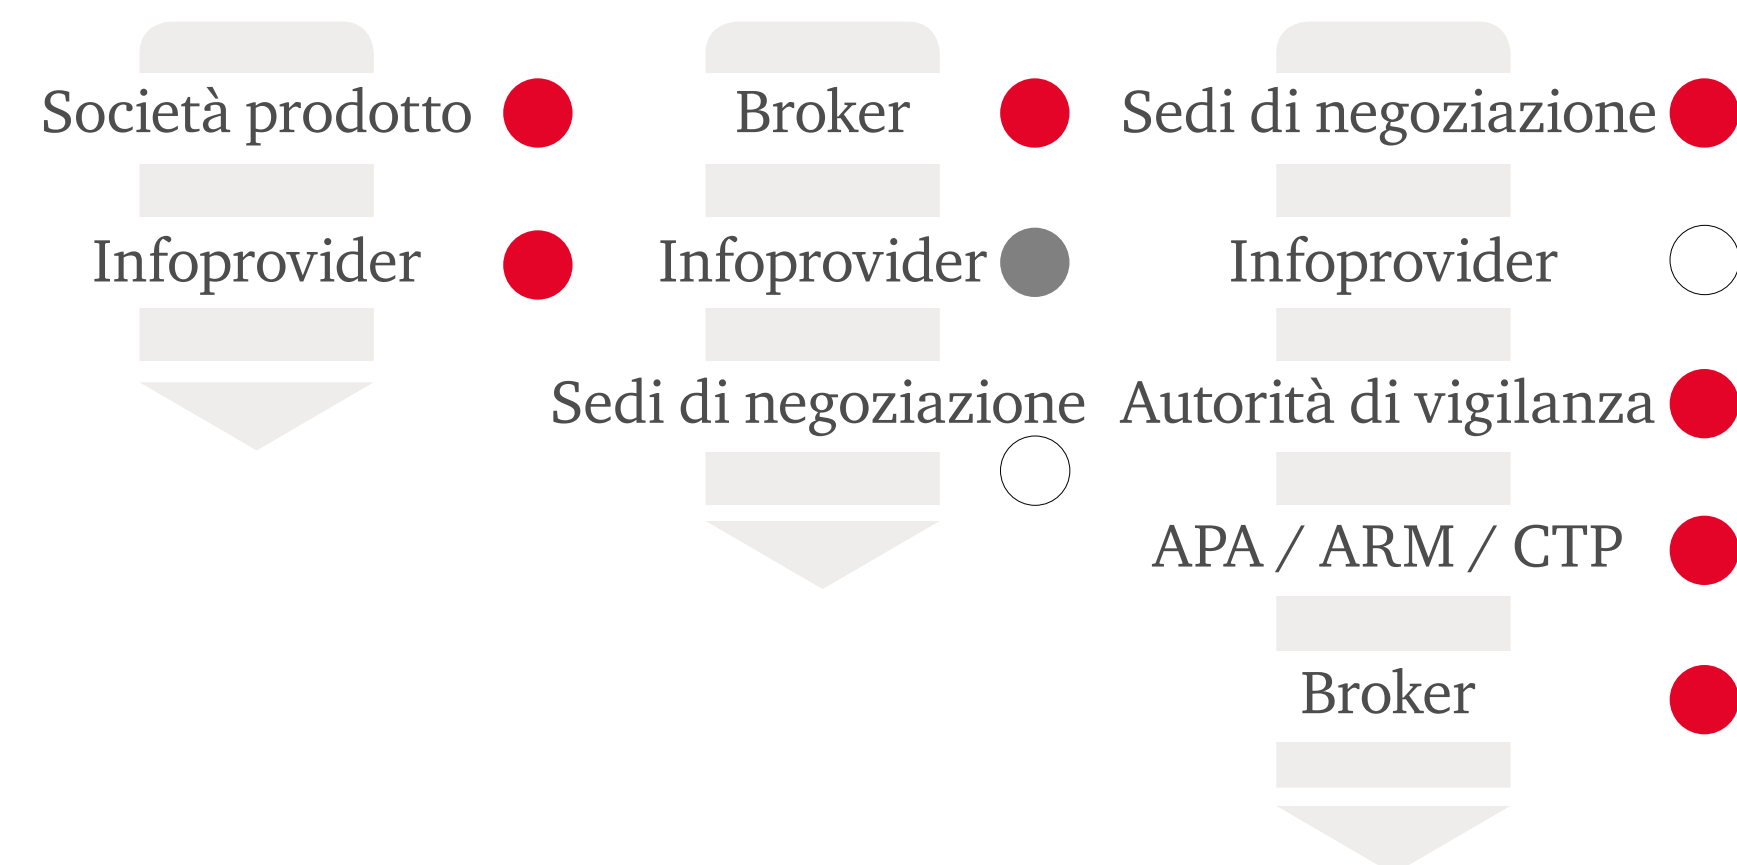 Società prodotto
Infoprovider
Broker
Infoprovider
Sedi di negoziazione
Sedi di negoziazione
Infoprovider
Autorità di vigilanza
APA / ARM / CTP
Broker